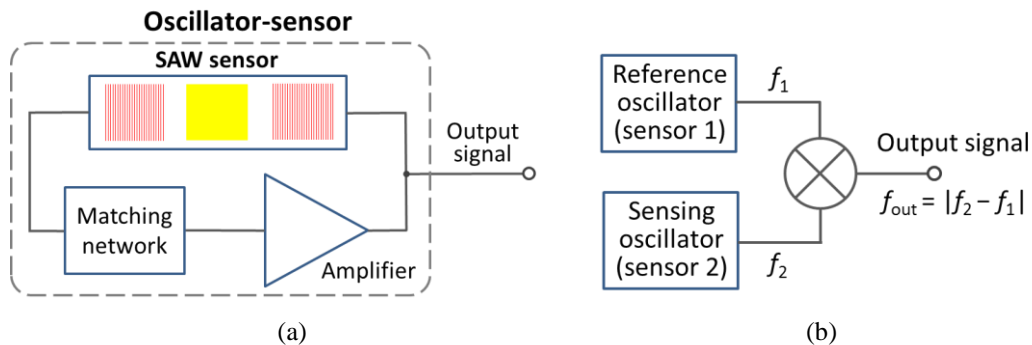 Oscillator-sensor
SAW sensor
Output
signal
Matching
network
Amplifier
(a)
Reference
oscillator
(sensor 1)
f1
Output signal
fout = |f2 − f1|
Sensing
oscillator
(sensor 2)
f2
(b)